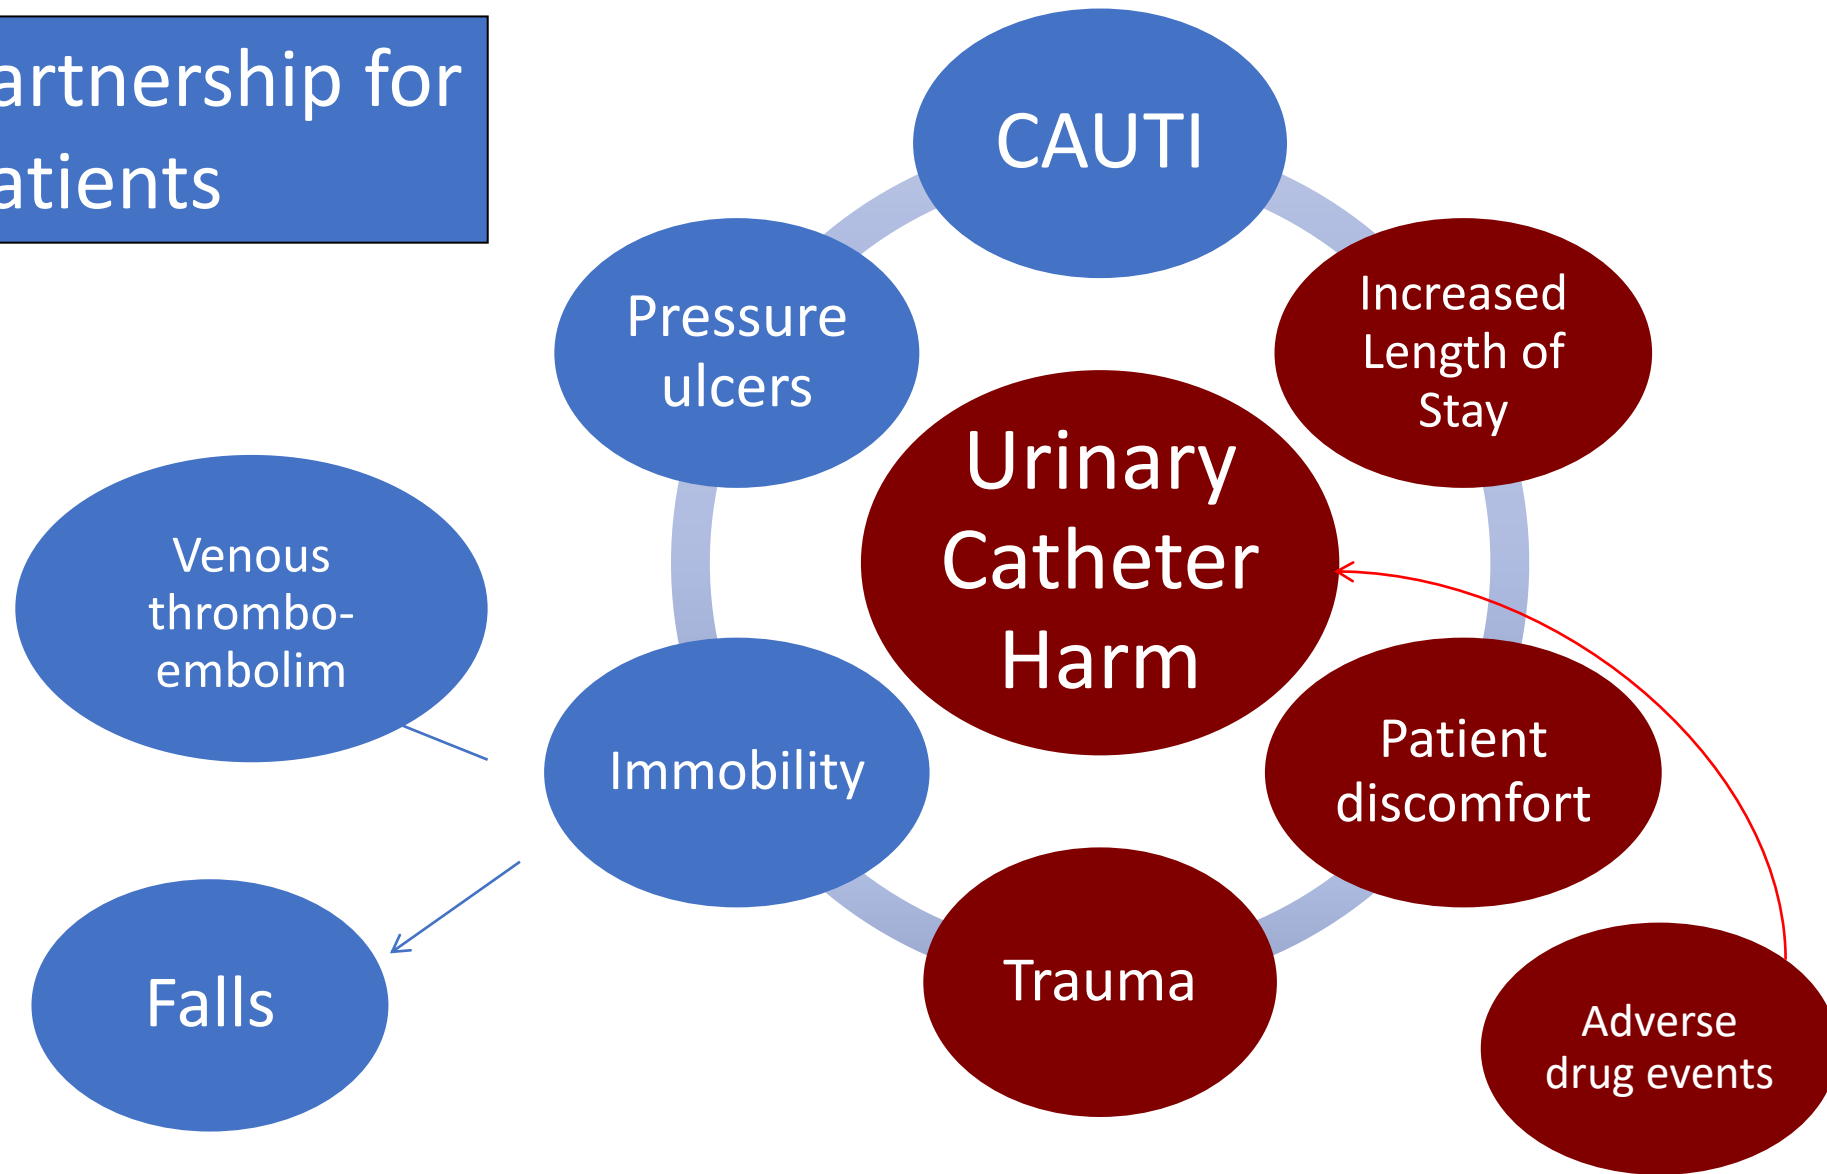 artnership for
atients
CAUTI
Increased
Length of
Stay
Pressure
ulcers
Urinary
Catheter
Harm
Venous
thrombo-
embolim
Immobility
Patient
discomfort
Trauma
Falls
Adverse
drug events